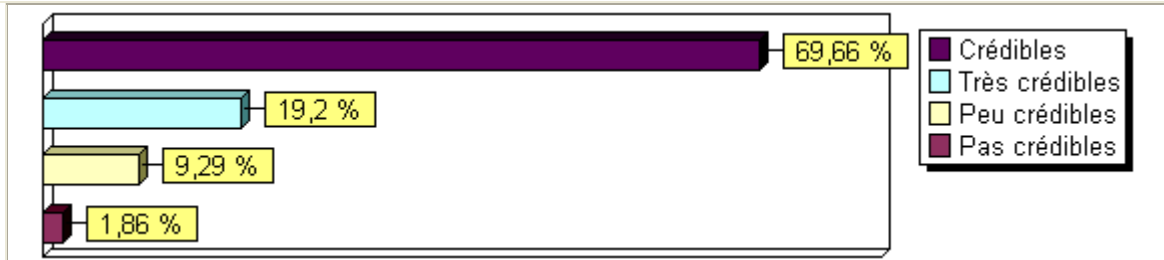 69,66 %
19,2 %
9,29 %
1,86 %
Crédibles
Très crédibles
Peu crédibles
Pas crédibles